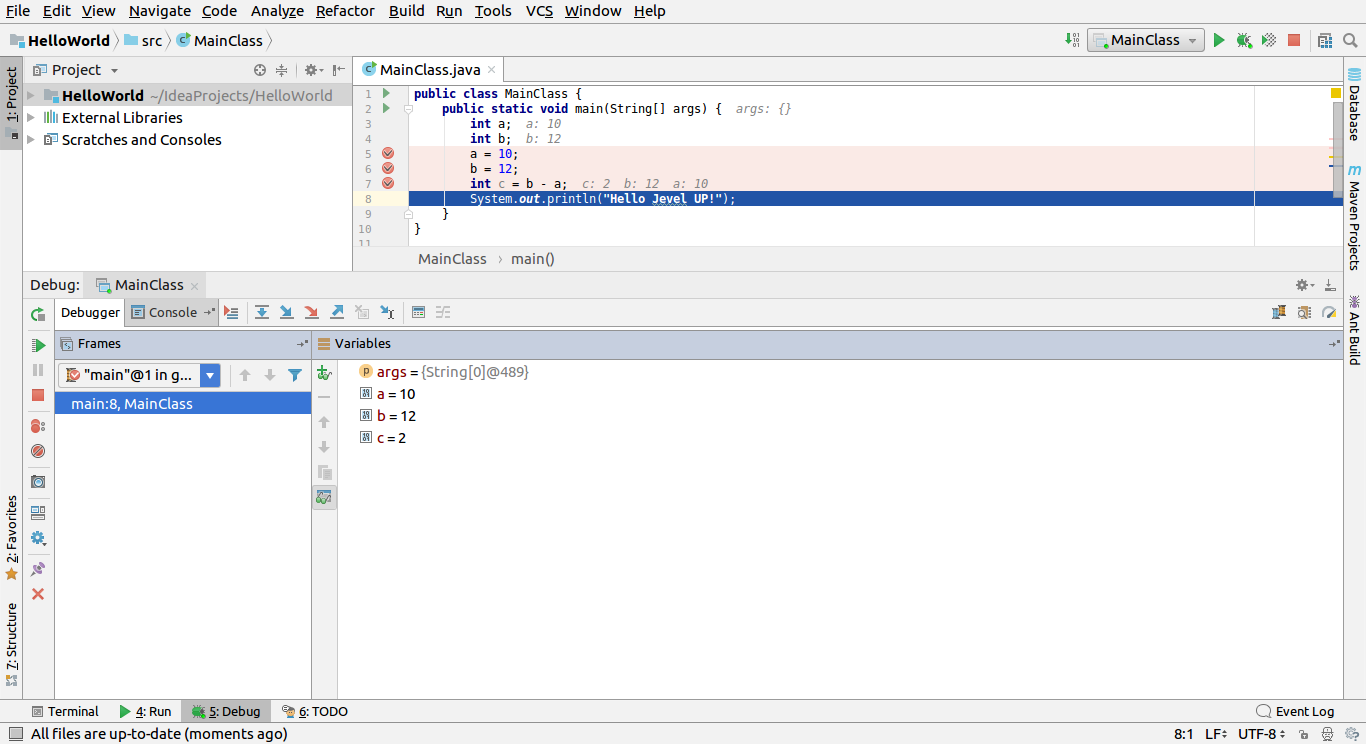 File Edit View Navigate Code Analyze Refactor Build Run Tools VCS Window Help
HelloWorld src MainClass
MainClass
1: Project
Project
MainClass.java
HelloWorld ~/IdeaProjects/HelloWorld
External Libraries
Scratches and Consoles
1 public class MainClass {
2 public static void main(String[] args) { args: {}
3 int a; a: 10
4 int b; b: 12
5 a = 10;
6 b = 12;
7 int c = b - a; c: 2 b: 12 a: 10
8 System.out.println("Hello Jevel UP!");
9 }
10 }
11
MainClass main()
Database
Maven Projects
Ant Build
Debug: MainClass
Debugger Console
Frames
Variables
"main"@1 in g...
main:8, MainClass
args = {String[0]@489}
a = 10
b = 12
c = 2
2: Favorites
7: Structure
Terminal 4: Run 5: Debug 6: TODO
Event Log
All files are up-to-date (moments ago)
8:1 LF UTF-8